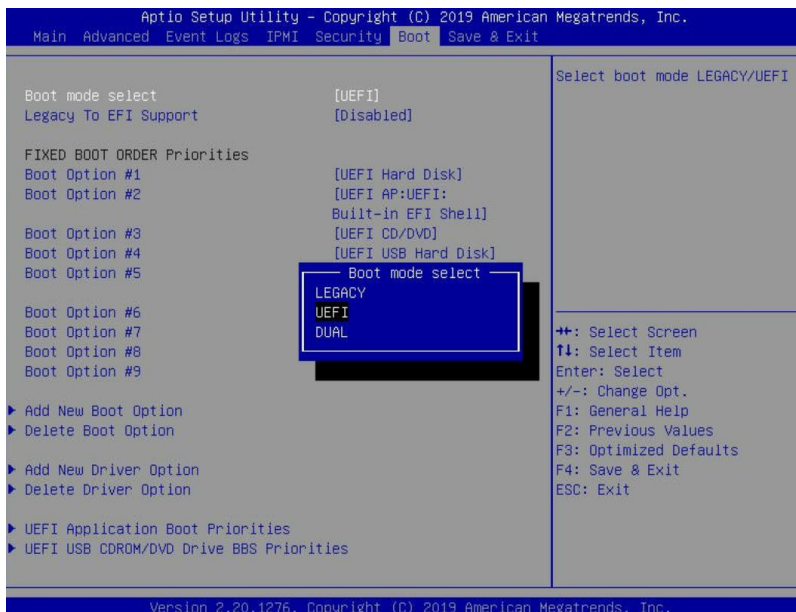 Aptio Setup Utility – Copyright (C) 2019 American Megatrends, Inc.
Main Advanced Event Logs IPMI Security Boot Save & Exit
Select boot mode LEGACY/UEFI
Boot mode select [UEFI]
Legacy To EFI Support [Disabled]
FIXED BOOT ORDER Priorities
Boot Option #1 [UEFI Hard Disk]
Boot Option #2 [UEFI AP:UEFI:
Built-in EFI Shell]
Boot Option #3 [UEFI CD/DVD]
Boot Option #4 [UEFI USB Hard Disk]
Boot Option #5
Boot mode select
LEGACY
UEFI
DUAL
Boot Option #6
Boot Option #7
Boot Option #8
Boot Option #9
Add New Boot Option
Delete Boot Option
Add New Driver Option
Delete Driver Option
UEFI Application Boot Priorities
UEFI USB CDROM/DVD Drive BBS Priorities
→←: Select Screen
↑↓: Select Item
Enter: Select
+/-: Change Opt.
F1: General Help
F2: Previous Values
F3: Optimized Defaults
F4: Save & Exit
ESC: Exit
Version 2.20.1276. Copyright (C) 2019 American Megatrends, Inc.